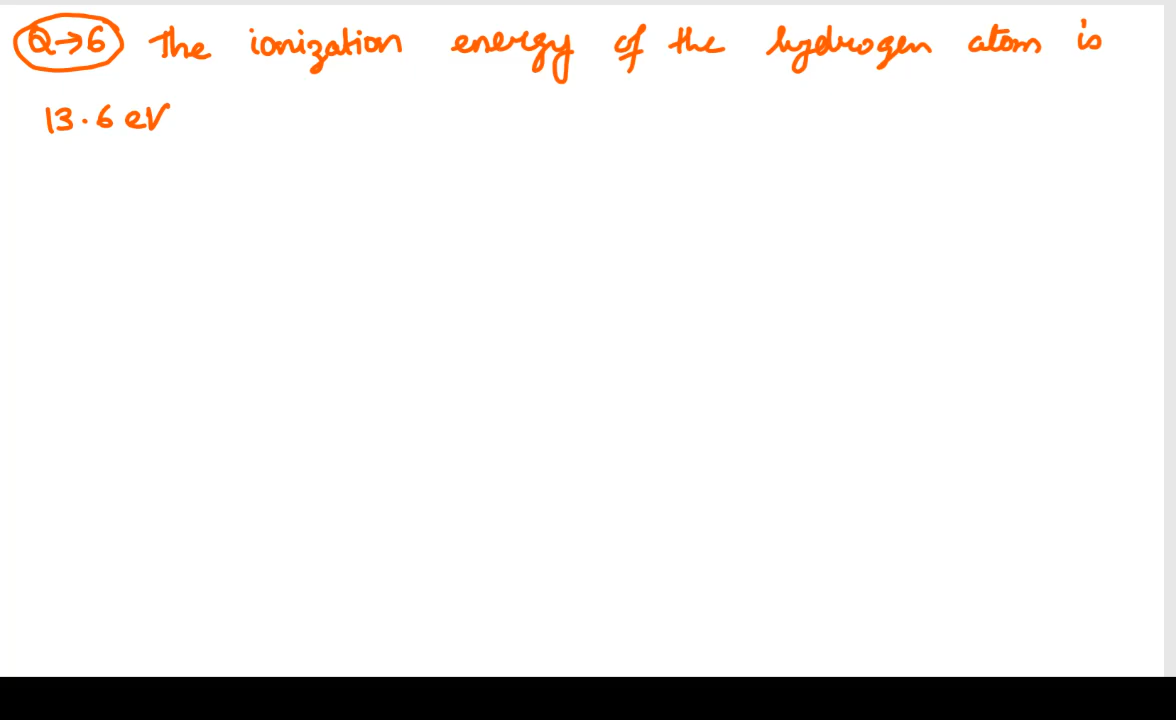 Q→6 The ionization energy of the hydrogen atom is
13.6 eV